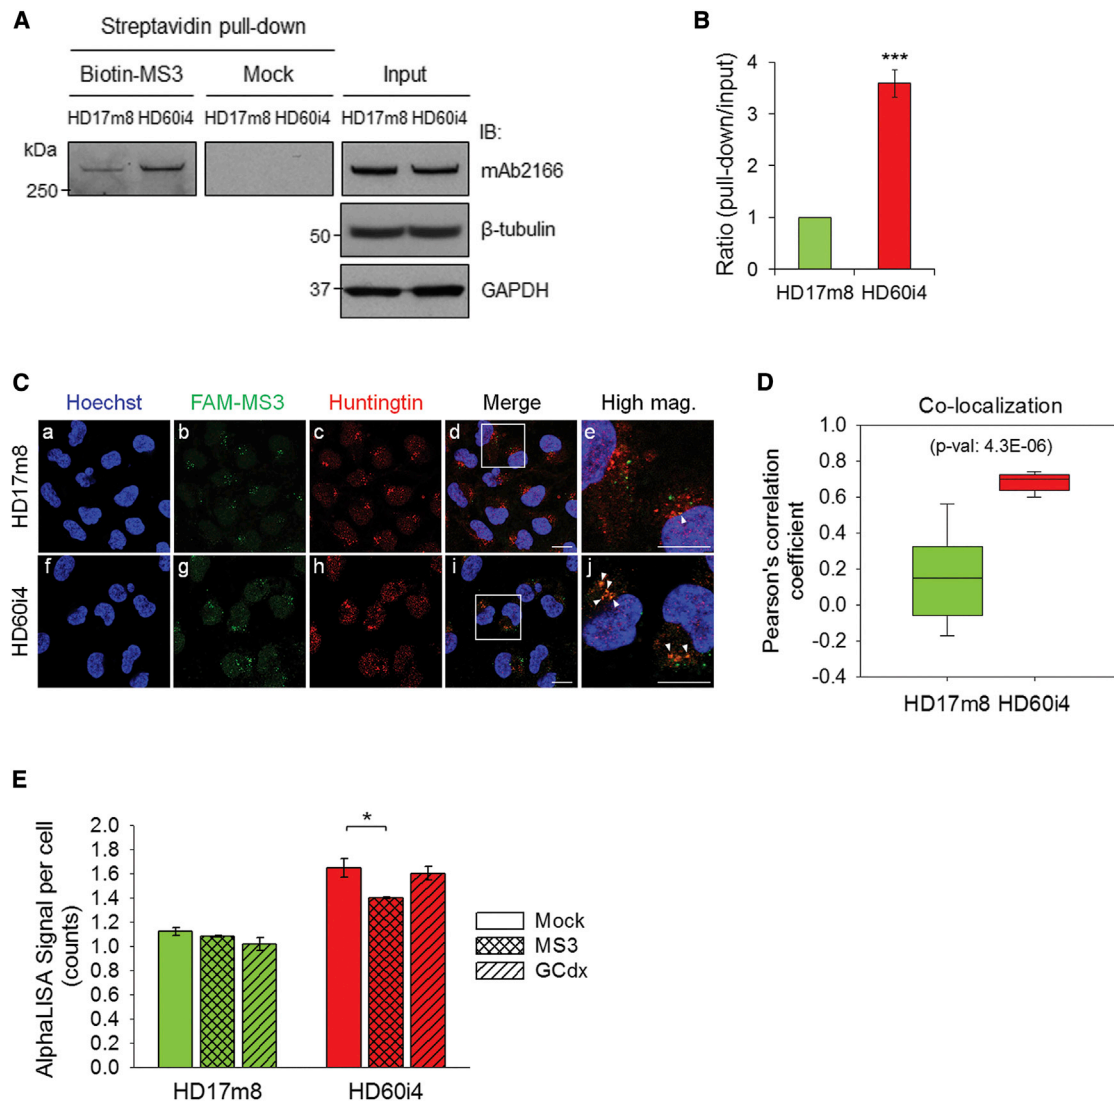 A
Streptavidin pull-down
Biotin-MS3 Mock Input
HD17m8 HD60i4 HD17m8 HD60i4 HD17m8 HD60i4
IB:
kDa
250
mAb2166
50
β-tubulin
37
GAPDH
B
Ratio (pull-down/input)
4
3
2
1
0
***
HD17m8 HD60i4
C
Hoechst FAM-MS3 Huntingtin Merge High mag.
HD17m8
a b c d e
HD60i4
f g h i j
D
Co-localization
(p-val: 4.3E-06)
Pearson's correlation
coefficient
1.0
0.8
0.6
0.4
0.2
0.0
-0.2
-0.4
HD17m8 HD60i4
E
AlphaLISA Signal per cell
(counts)
2.0
1.8
1.6
1.4
1.2
1.0
0.8
0.6
0.4
0.2
0.0
*
HD17m8 HD60i4
Mock
MS3
GCdx